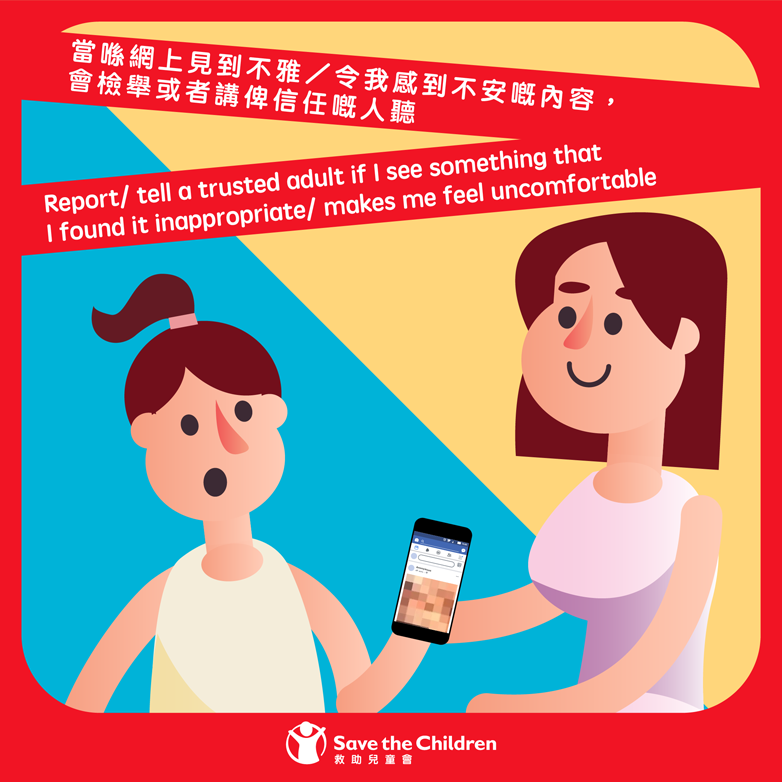 當喺網上見到不雅／令我感到不安嘅內容，
會檢舉或者講俾信任嘅人聽
Report/ tell a trusted adult if I see something that
I found it inappropriate/ makes me feel uncomfortable
Save the Children
救助兒童會